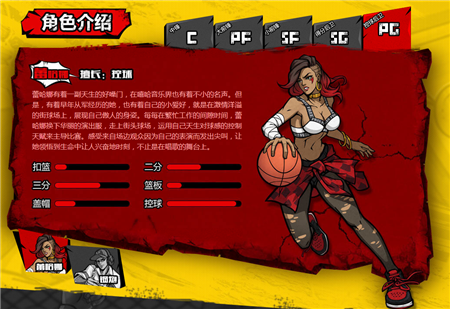 角色介绍
中锋 C
大前锋 PF
小前锋 SF
得分后卫 SG
控球后卫 PG
蕾哈娜 擅长：控球
蕾哈娜有着一副天生的好嗓门，在嘻哈音乐界也有着不小的名声。但
是，有着早年从军经历的她，也有着自己的小爱好，就是在激情洋溢
的街球场上，展现自己傲人的身姿。每每在繁忙工作的间隙时间，蕾
哈娜换下华丽的演出服，走上街头球场，运用自己天生对球感的控制
天赋来主导比赛。感受来自场边观众因为自己的表演而发出尖叫，让
她领悟到生命中让人兴奋地时刻，不止是在唱歌的舞台上。
扣篮 二分
三分 篮板
盖帽 控球
蕾哈娜